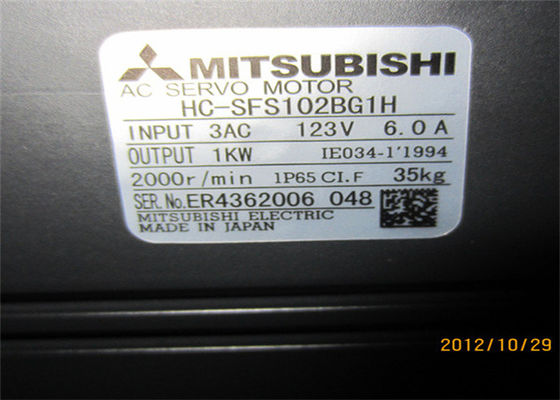 MITSUBISHI
AC SERVO MOTOR
HC-SFS102BG1H
INPUT 3AC 123V 6.0A
OUTPUT 1KW IE034-1'1994
2000r/min IP65 CI.F 35kg
SER.No.ER4362006 048
MITSUBISHI ELECTRIC
MADE IN JAPAN
2012/10/29